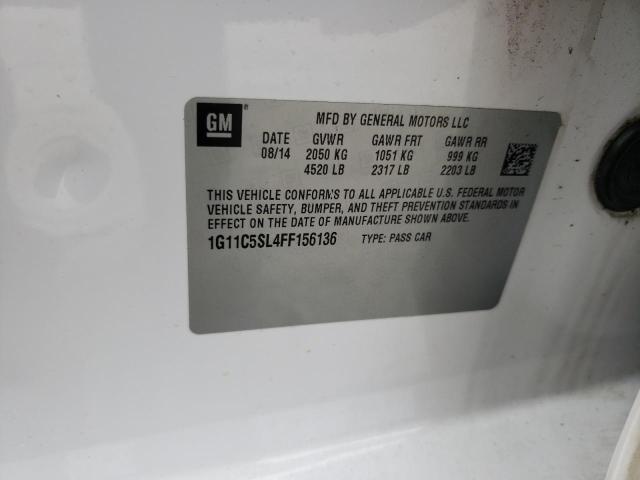 GM ®
MFD BY GENERAL MOTORS LLC
DATE GVWR GAWR FRT GAWR RR
08/14 2050 KG 1051 KG 999 KG
4520 LB 2317 LB 2203 LB
THIS VEHICLE CONFORMS TO ALL APPLICABLE U.S. FEDERAL MOTOR
VEHICLE SAFETY, BUMPER, AND THEFT PREVENTION STANDARDS
IN EFFECT ON THE DATE OF MANUFACTURE SHOWN ABOVE.
1G11C5SL4FF156136 TYPE: PASS CAR